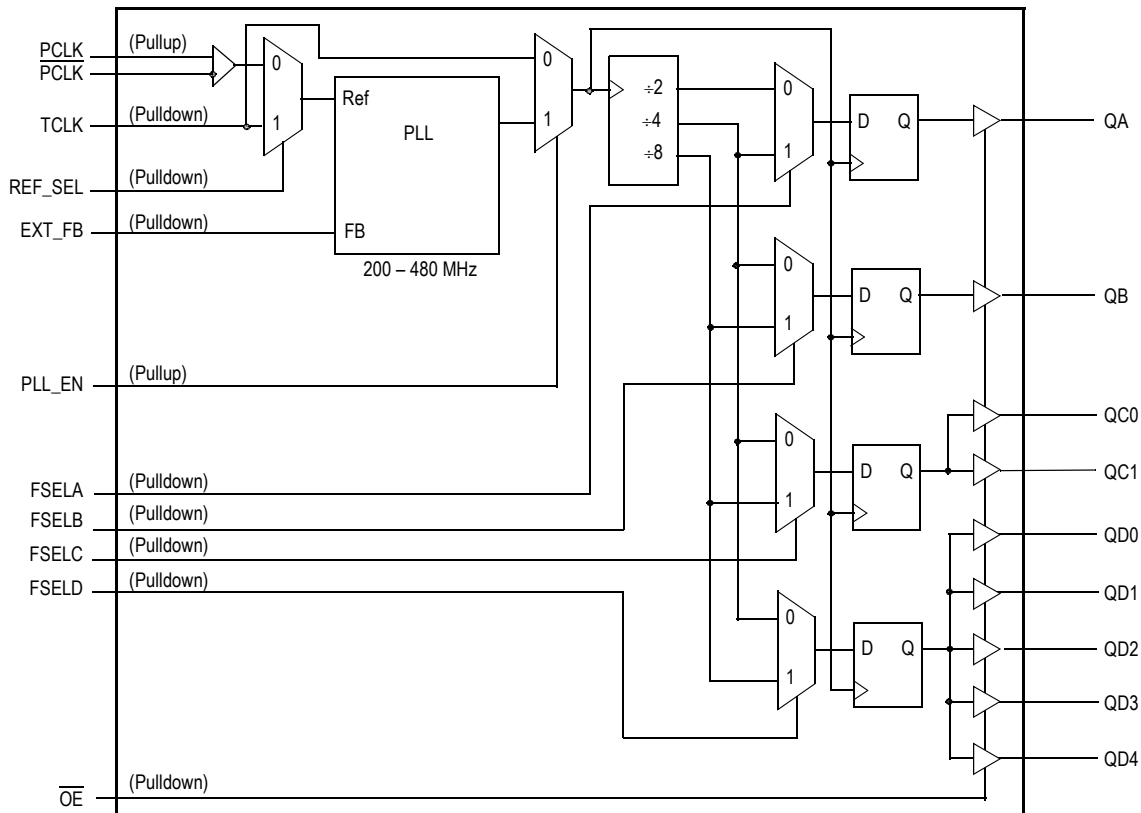 PCLK (Pullup)
PCLK
TCLK (Pulldown)
REF_SEL (Pulldown)
EXT_FB (Pulldown)
PLL_EN (Pullup)
FSELA (Pulldown)
FSELB (Pulldown)
FSELC (Pulldown)
FSELD (Pulldown)
OE (Pulldown)
0
1
Ref
PLL
FB
200 – 480 MHz
0
1
÷2
÷4
÷8
0
1
D Q
QA
0
1
D Q
QB
0
1
D Q
QC0
QC1
0
1
D Q
QD0
QD1
QD2
QD3
QD4